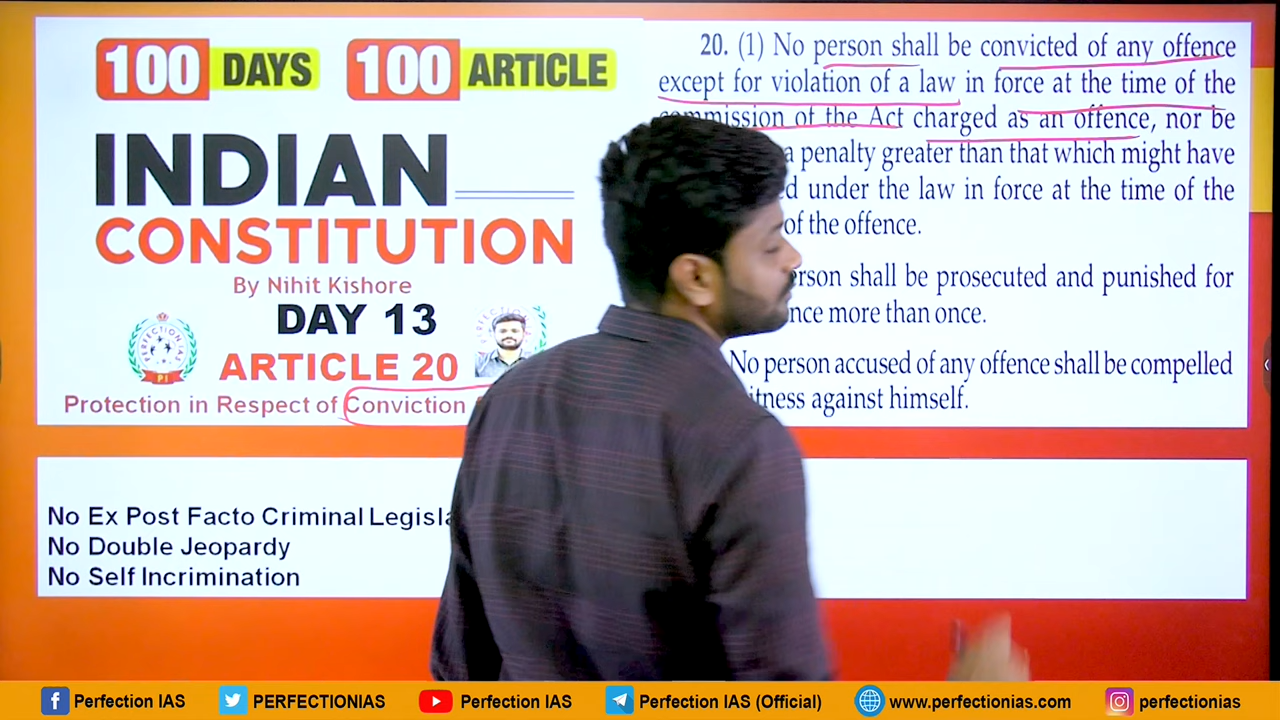 100 DAYS 100 ARTICLE
INDIAN
CONSTITUTION
By Nihit Kishore
DAY 13
ARTICLE 20
Protection in Respect of Conviction
20. (1) No person shall be convicted of any offence
except for violation of a law in force at the time of the
commission of the Act charged as an offence, nor be
a penalty greater than that which might have
under the law in force at the time of the
of the offence.
person shall be prosecuted and punished for
more than once.
No person accused of any offence shall be compelled
witness against himself.
No Ex Post Facto Criminal
No Double Jeopardy
No Self Incrimination
Perfection IAS PERFECTIONIAS Perfection IAS Perfection IAS (Official) www.perfectionias.com perfectionias